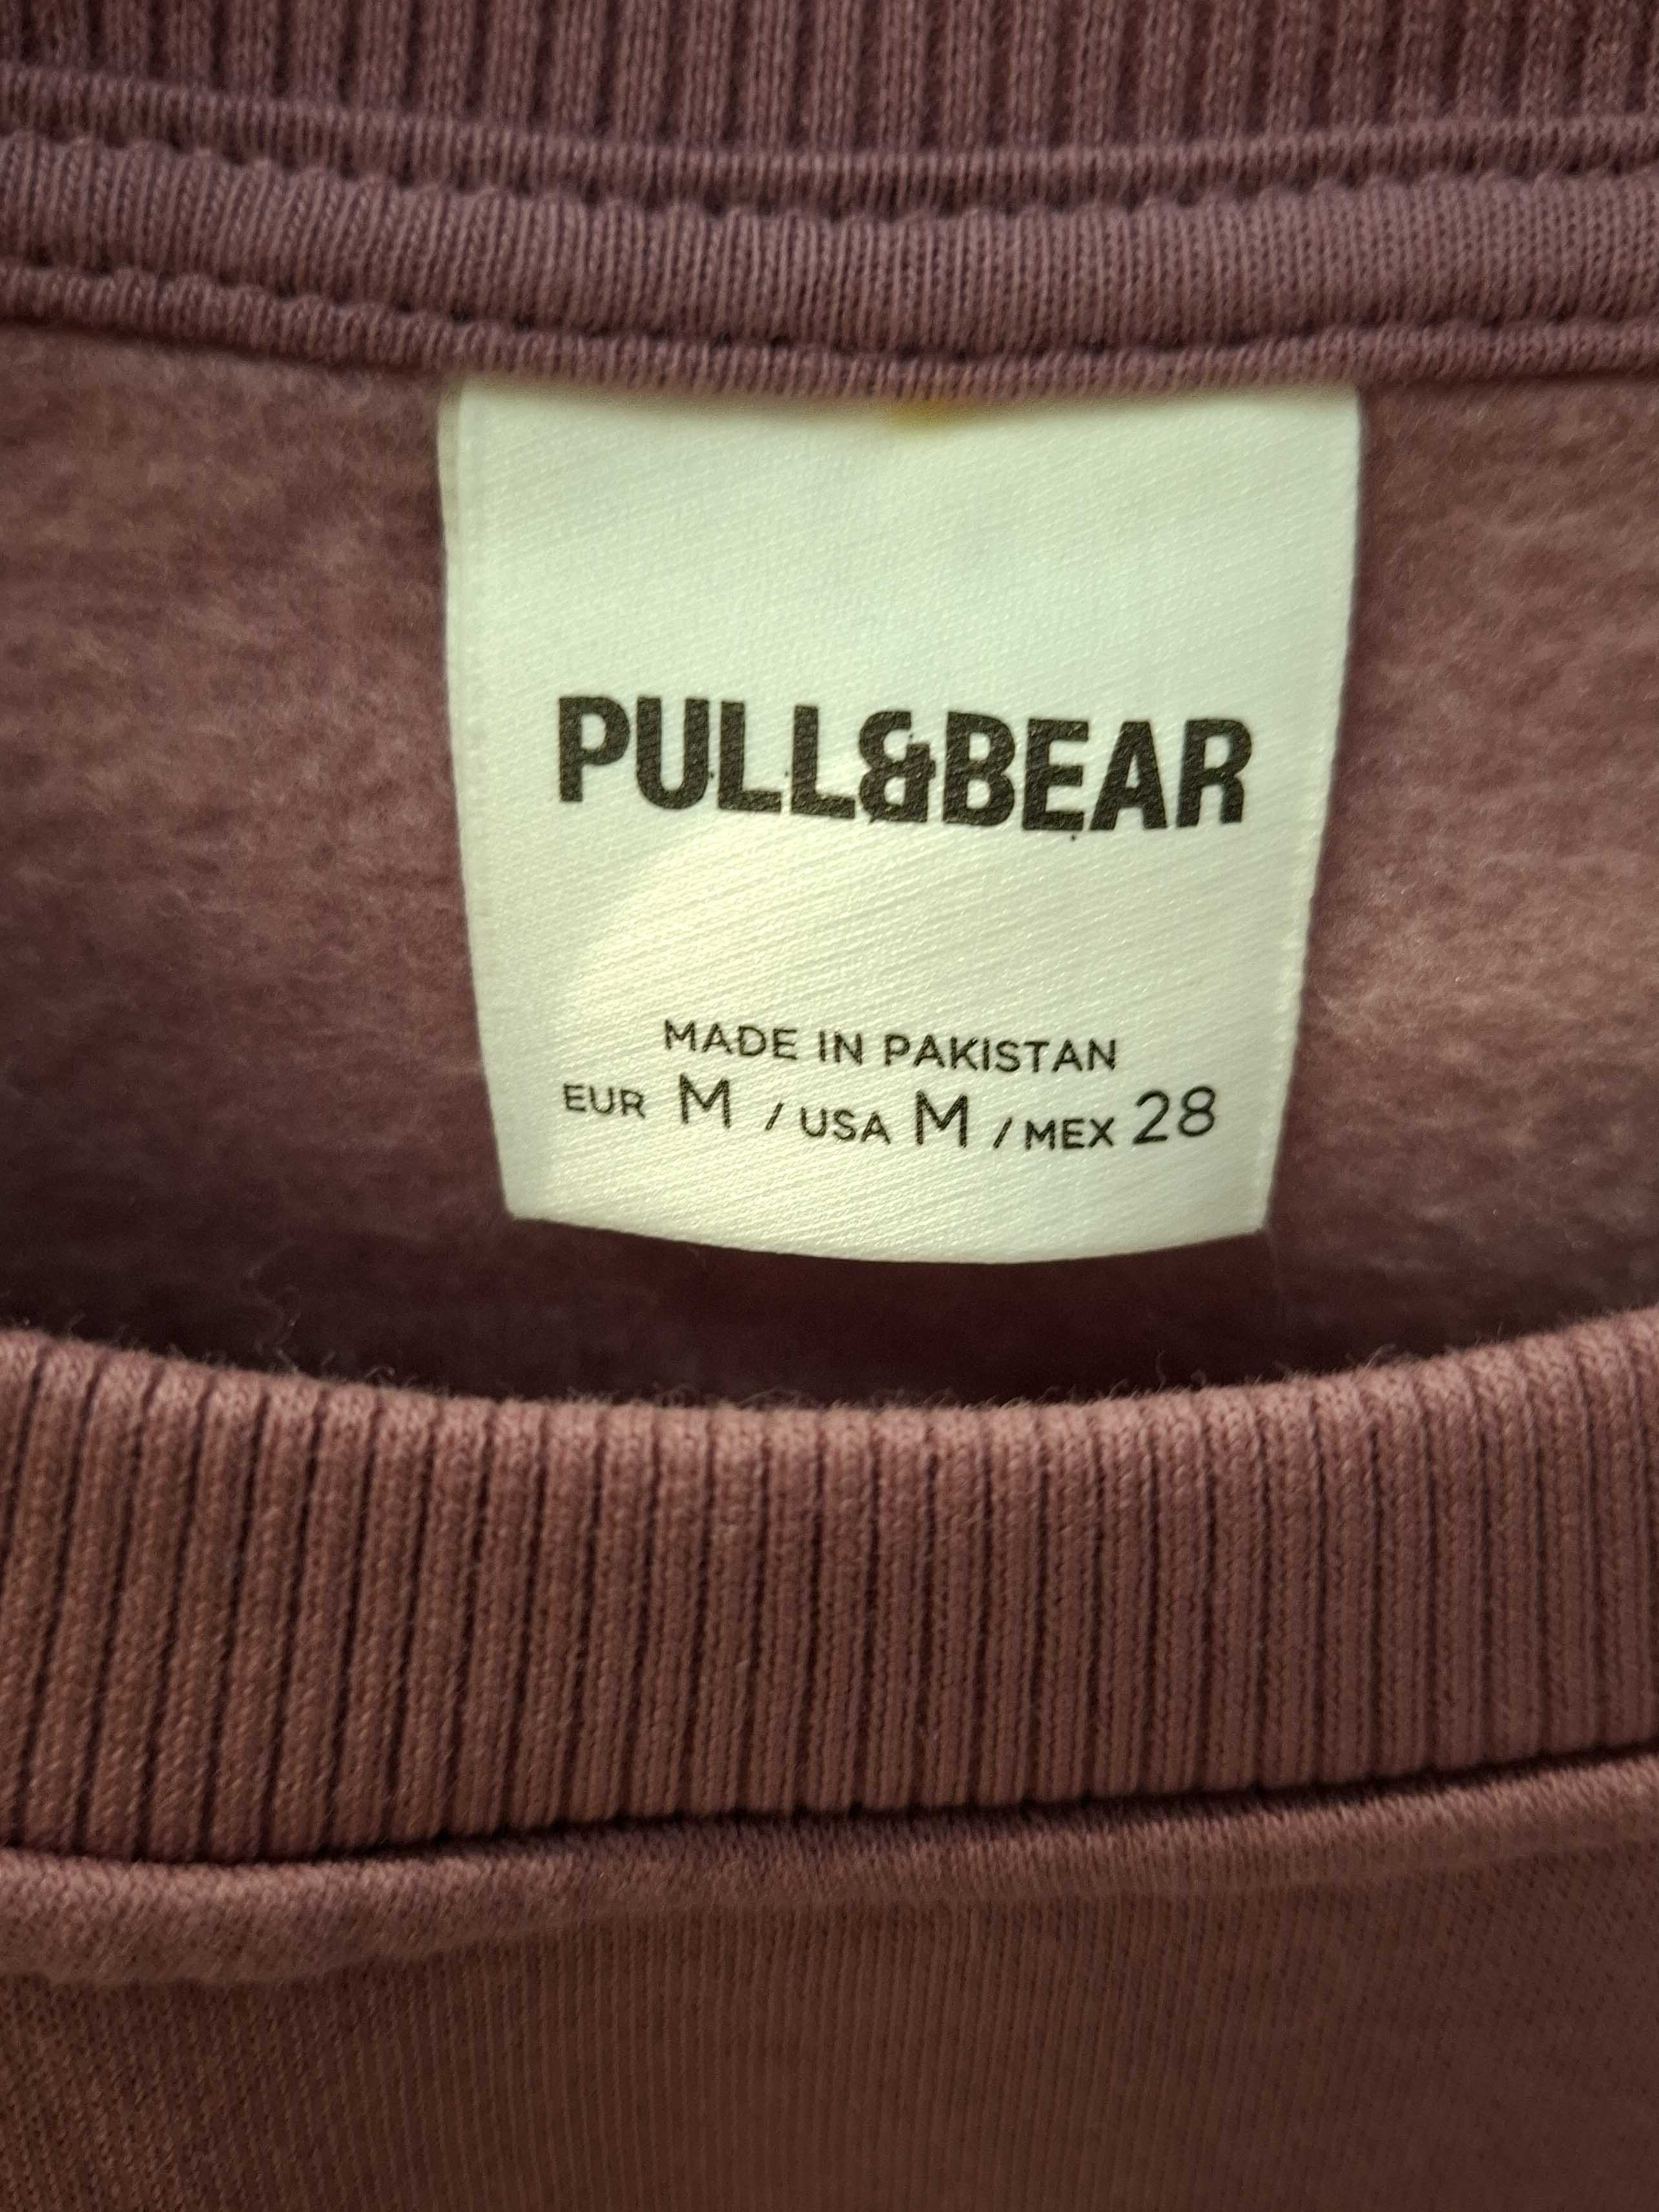 PULL&BEAR
MADE IN PAKISTAN
EUR M / USA M / MEX 28